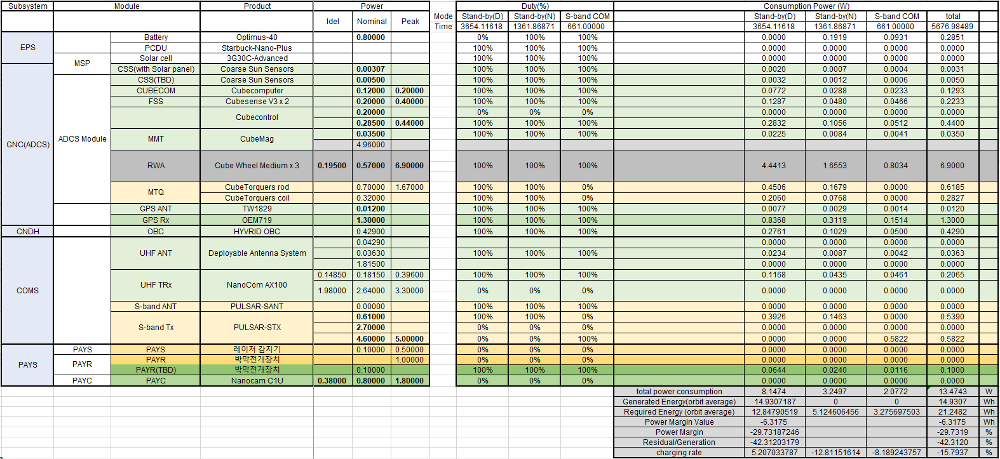 Subsystem Module Product Power Duty(%) Consumption Power (W)
Idel Nominal Peak Mode Stand-by(D) Stand-by(N) S-band COM Stand-by(D) Stand-by(N) S-band COM total
Time 3654.11618 1361.86871 661.00000 3654.11618 1361.86871 661.00000 5676.98489
EPS Battery Optimus-40 0.80000 0% 100% 100% 0.0000 0.1919 0.0931 0.2851
PCDU Starbuck-Nano-Plus 100% 100% 100% 0.0000 0.0000 0.0000 0.0000
MSP Solar cell 3G30C-Advanced 100% 100% 100% 0.0000 0.0000 0.0000 0.0000
GNC(ADCS) CSS(with Solar panel) Coarse Sun Sensors 0.00307 100% 100% 100% 0.0020 0.0007 0.0004 0.0031
ADCS Module CSS(TBD) Coarse Sun Sensors 0.00500 100% 100% 100% 0.0032 0.0012 0.0006 0.0050
CUBECOM Cubecomputer 0.12000 0.20000 100% 100% 100% 0.0772 0.0288 0.0233 0.1293
FSS Cubesense V3 x 2 0.20000 0.40000 100% 100% 100% 0.1287 0.0480 0.0466 0.2233
Cubecontrol 0.20000 0% 0% 0% 0.0000 0.0000 0.0000 0.0000
0.28500 0.44000 100% 100% 100% 0.2832 0.1056 0.0512 0.4400
MMT CubeMag 0.03500 100% 100% 100% 0.0225 0.0084 0.0041 0.0350
4.96000
RWA Cube Wheel Medium x 3 0.19500 0.57000 6.90000 100% 100% 100% 4.4413 1.6553 0.8034 6.9000
MTQ CubeTorquers rod 0.70000 1.67000 100% 100% 0% 0.4506 0.1679 0.0000 0.6185
CubeTorquers coil 0.32000 100% 100% 0% 0.2060 0.0768 0.0000 0.2827
GPS ANT TW1829 0.01200 100% 100% 100% 0.0077 0.0029 0.0014 0.0120
GPS Rx OEM719 1.30000 100% 100% 100% 0.8368 0.3119 0.1514 1.3000
CNDH OBC HYVRID OBC 0.42900 100% 100% 100% 0.2761 0.1029 0.0500 0.4290
COMS UHF ANT Deployable Antenna System 0.04290 0.0000 0.0000 0.0000 0.0000
0.03630 100% 100% 100% 0.0234 0.0087 0.0042 0.0363
1.81500 0.0000 0.0000 0.0000 0.0000
UHF TRx NanoCom AX100 0.14850 0.18150 0.39600 100% 100% 100% 0.1168 0.0435 0.0461 0.2065
1.98000 2.64000 3.30000 0% 0% 0% 0.0000 0.0000 0.0000 0.0000
S-band ANT PULSAR-SANT 0.00000 100% 100% 100% 0.0000 0.0000 0.0000 0.0000
S-band Tx PULSAR-STX 0.61000 100% 100% 0% 0.3926 0.1463 0.0000 0.5390
2.70000 0% 0% 0% 0.0000 0.0000 0.0000 0.0000
4.60000 5.00000 0% 0% 100% 0.0000 0.0000 0.5822 0.5822
PAYS PAYS PAYS 레이저 감지기 0.10000 0.50000 0% 0% 0% 0.0000 0.0000 0.0000 0.0000
PAYR PAYR 박막전개장치 1.00000 0% 0% 0% 0.0000 0.0000 0.0000 0.0000
PAYR(TBD) 박막전개장치 0.10000 100% 100% 100% 0.0644 0.0240 0.0116 0.1000
PAYC PAYC Nanocam C1U 0.38000 0.80000 1.80000 0% 0% 0% 0.0000 0.0000 0.0000 0.0000
total power consumption 8.1474 3.2497 2.0772 13.4743 W
Generated Energy(orbit average) 14.9307187 0 0 14.9307 Wh
Required Energy (orbit average) 12.84790519 5.124606456 3.275697503 21.2482 Wh
Power Margin Value -6.3175 -6.3175 Wh
Power Margin -29.73187246 -29.7319 %
Residual/Generation -42.31203179 -42.3120 %
charging rate 5.207033787 -12.81151614 -8.189243757 -15.7937 %